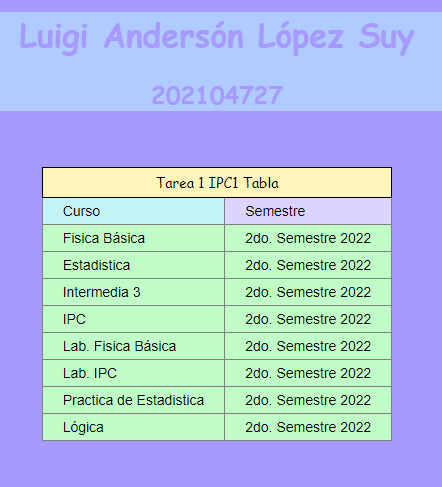 Luigi Andersón López Suy
202104727
Tarea 1 IPC1 Tabla
Curso Semestre
Fisica Básica 2do. Semestre 2022
Estadistica 2do. Semestre 2022
Intermedia 3 2do. Semestre 2022
IPC 2do. Semestre 2022
Lab. Fisica Básica 2do. Semestre 2022
Lab. IPC 2do. Semestre 2022
Practica de Estadistica 2do. Semestre 2022
Lógica 2do. Semestre 2022